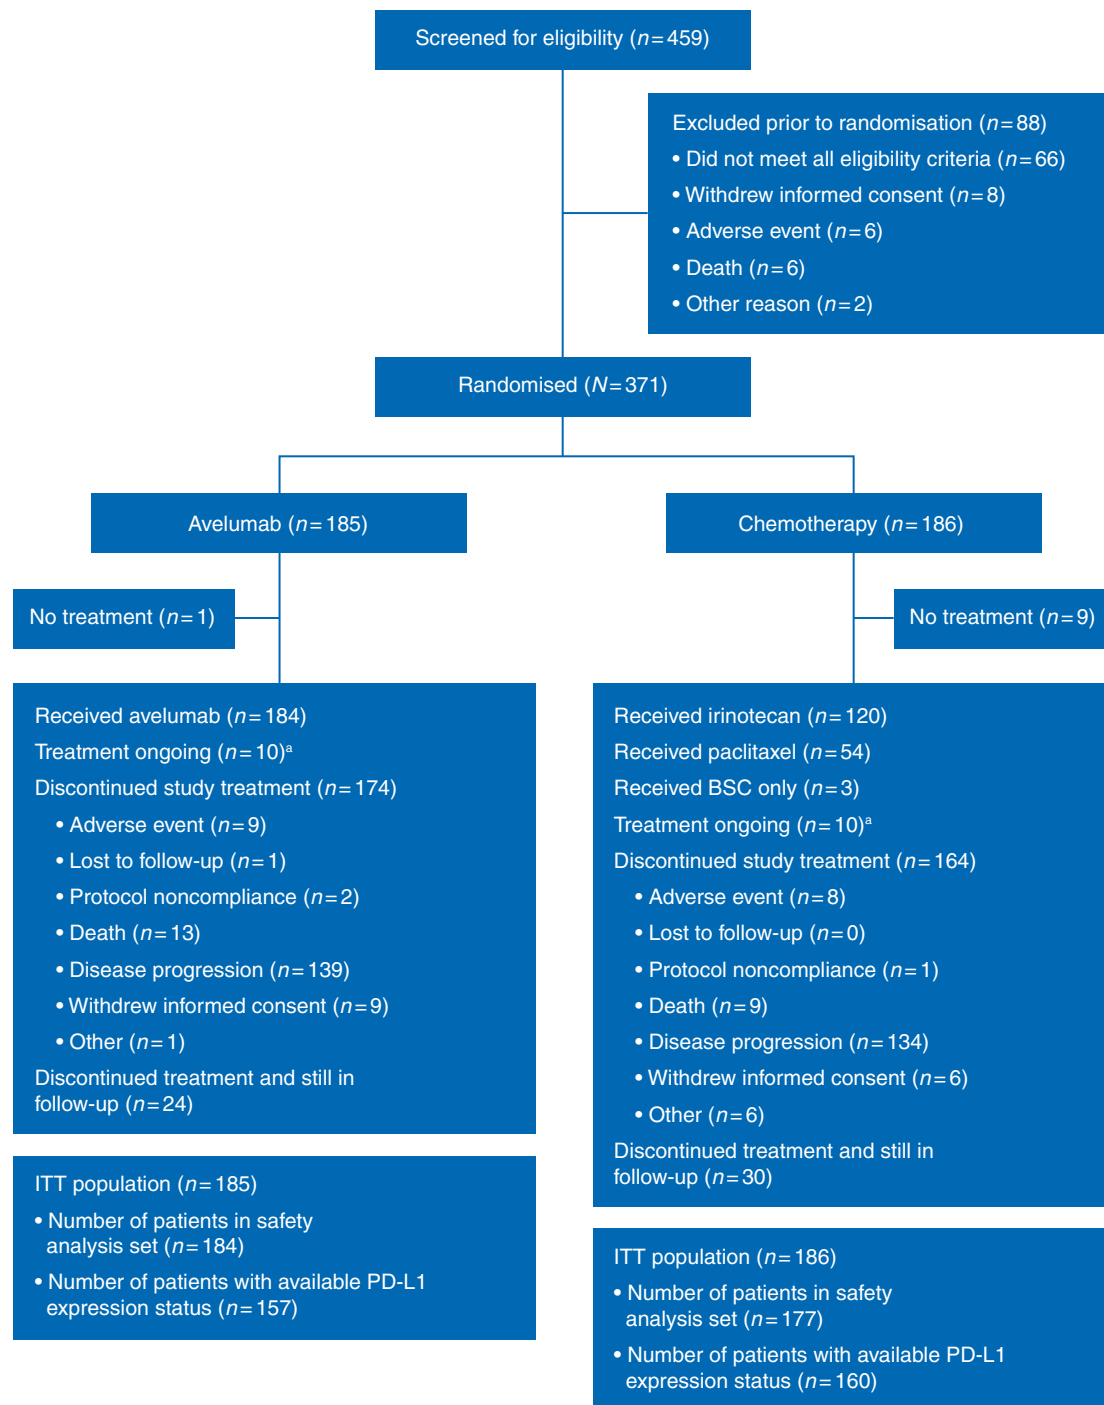 Screened for eligibility (n=459)
Excluded prior to randomisation (n=88)
• Did not meet all eligibility criteria (n=66)
• Withdrew informed consent (n=8)
• Adverse event (n=6)
• Death (n=6)
• Other reason (n=2)
Randomised (N=371)
Avelumab (n=185)
Chemotherapy (n=186)
No treatment (n=1)
No treatment (n=9)
Received avelumab (n=184)
Treatment ongoing (n=10)ᵃ
Discontinued study treatment (n=174)
• Adverse event (n=9)
• Lost to follow-up (n=1)
• Protocol noncompliance (n=2)
• Death (n=13)
• Disease progression (n=139)
• Withdrew informed consent (n=9)
• Other (n=1)
Discontinued treatment and still in
follow-up (n=24)
Received irinotecan (n=120)
Received paclitaxel (n=54)
Received BSC only (n=3)
Treatment ongoing (n=10)ᵃ
Discontinued study treatment (n=164)
• Adverse event (n=8)
• Lost to follow-up (n=0)
• Protocol noncompliance (n=1)
• Death (n=9)
• Disease progression (n=134)
• Withdrew informed consent (n=6)
• Other (n=6)
Discontinued treatment and still in
follow-up (n=30)
ITT population (n=185)
• Number of patients in safety
analysis set (n=184)
• Number of patients with available PD-L1
expression status (n=157)
ITT population (n=186)
• Number of patients in safety
analysis set (n=177)
• Number of patients with available PD-L1
expression status (n=160)